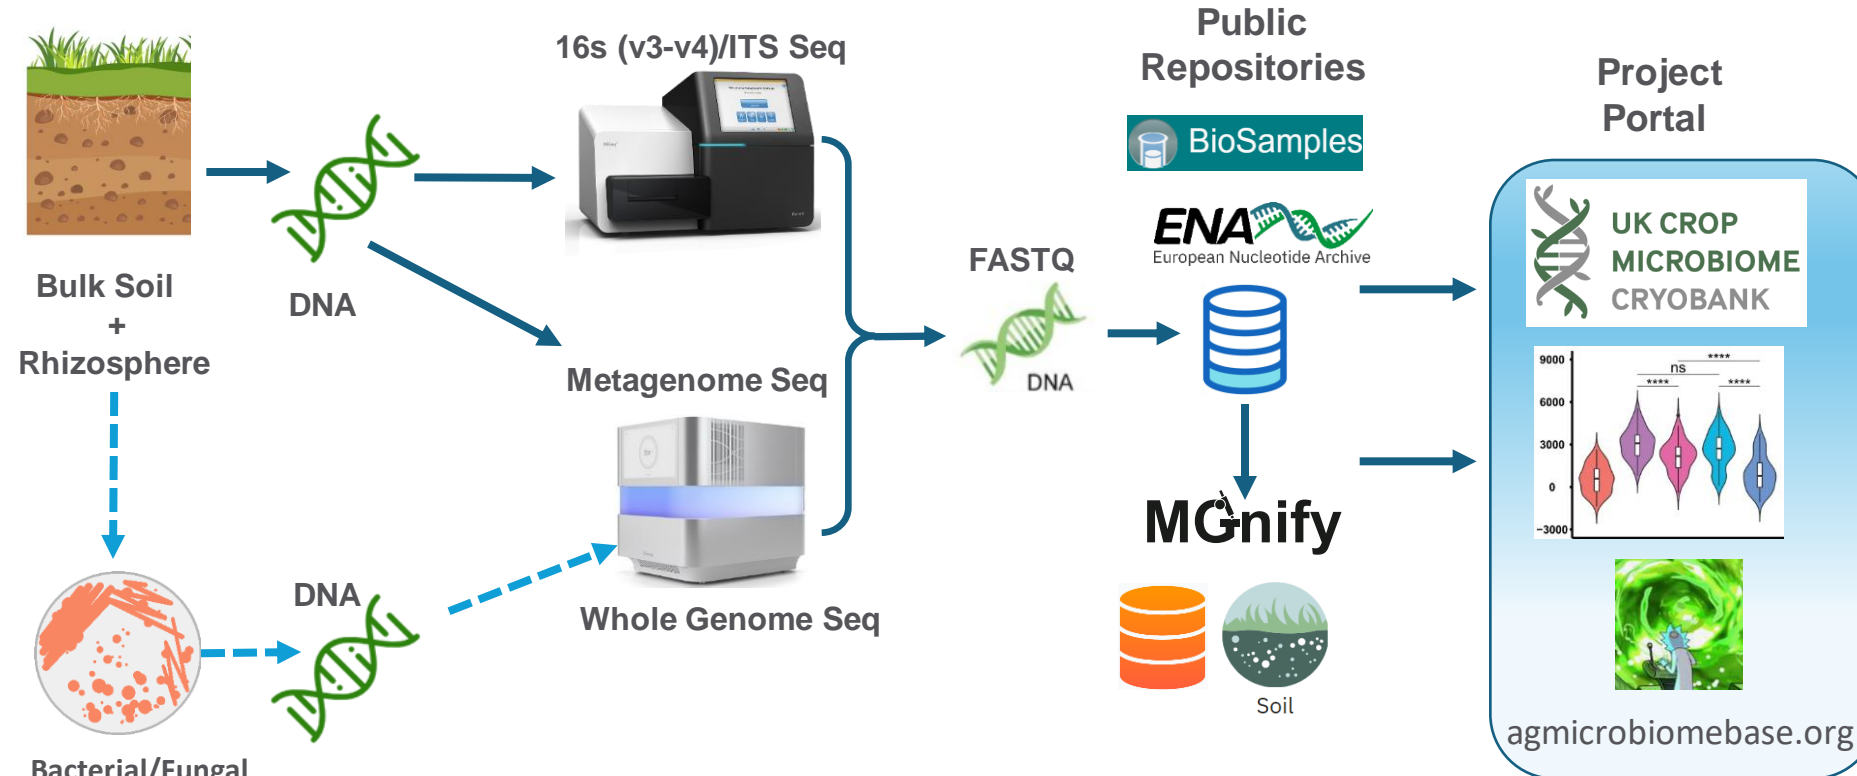 16s (v3-v4)/ITS Seq
Public
Repositories
Project
Portal
BioSamples
ENA
European Nucleotide Archive
UK CROP
MICROBIOME
CRYOBANK
Bulk Soil
+
Rhizosphere
DNA
FASTQ
DNA
Metagenome Seq
9000
6000
3000
0
−3000
****
ns
****
****
MGnify
DNA
Whole Genome Seq
Soil
agmicrobiomebase.org
Bacterial/Fungal